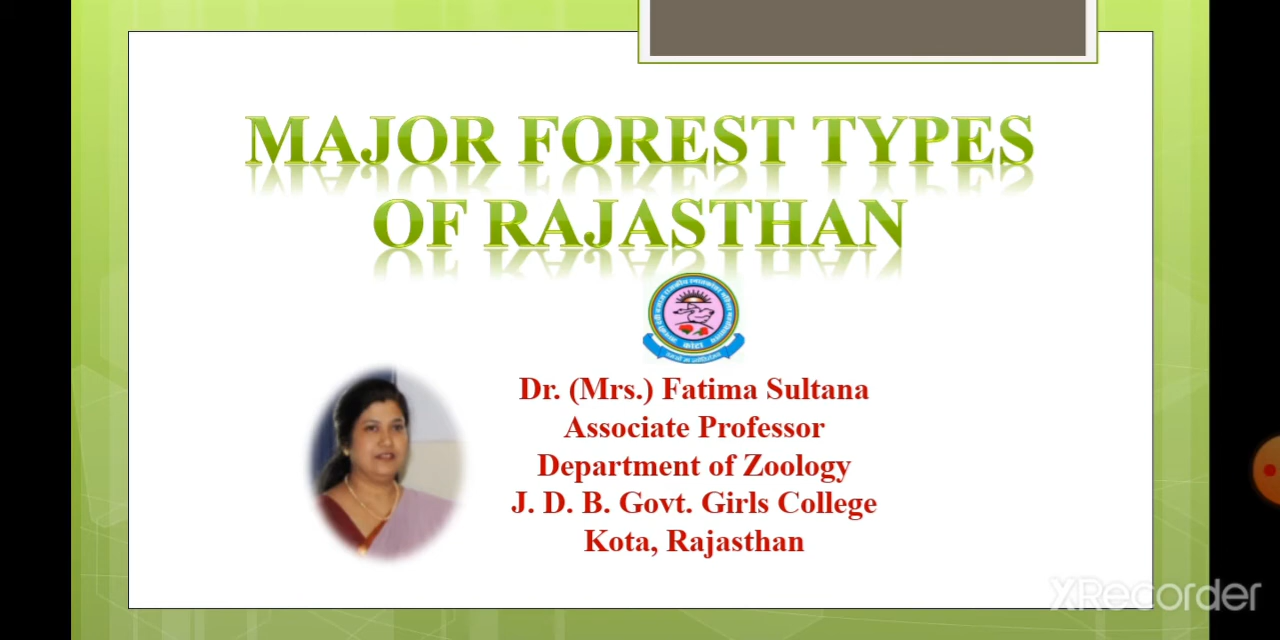 MAJOR FOREST TYPES
OF RAJASTHAN
कोटा
Dr. (Mrs.) Fatima Sultana
Associate Professor
Department of Zoology
J. D. B. Govt. Girls College
Kota, Rajasthan
XRecorder